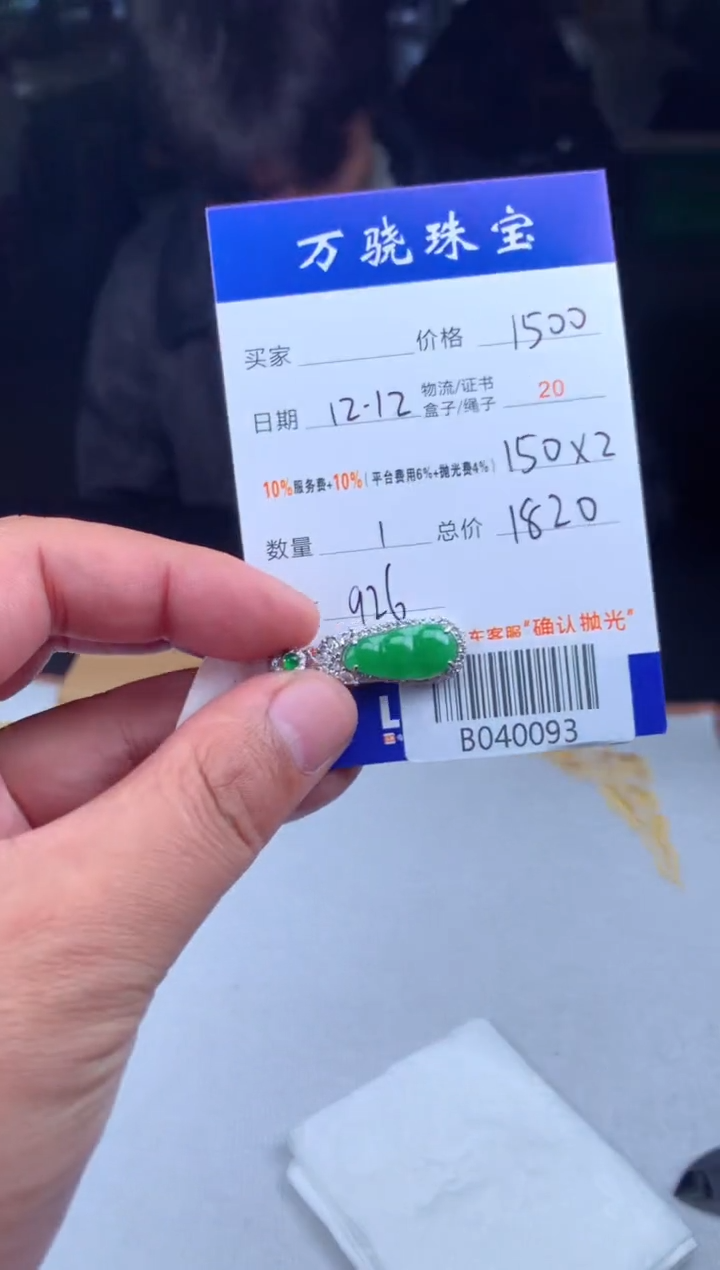 万骁珠宝
买家 价格 1500
日期 12-12 物流/证书 盒子/绳子 20
10%服务费+10%(平台费用6%+抛光费4%) 150×2
数量 1 总价 1820
926
客服"确认抛光"
L
B040093